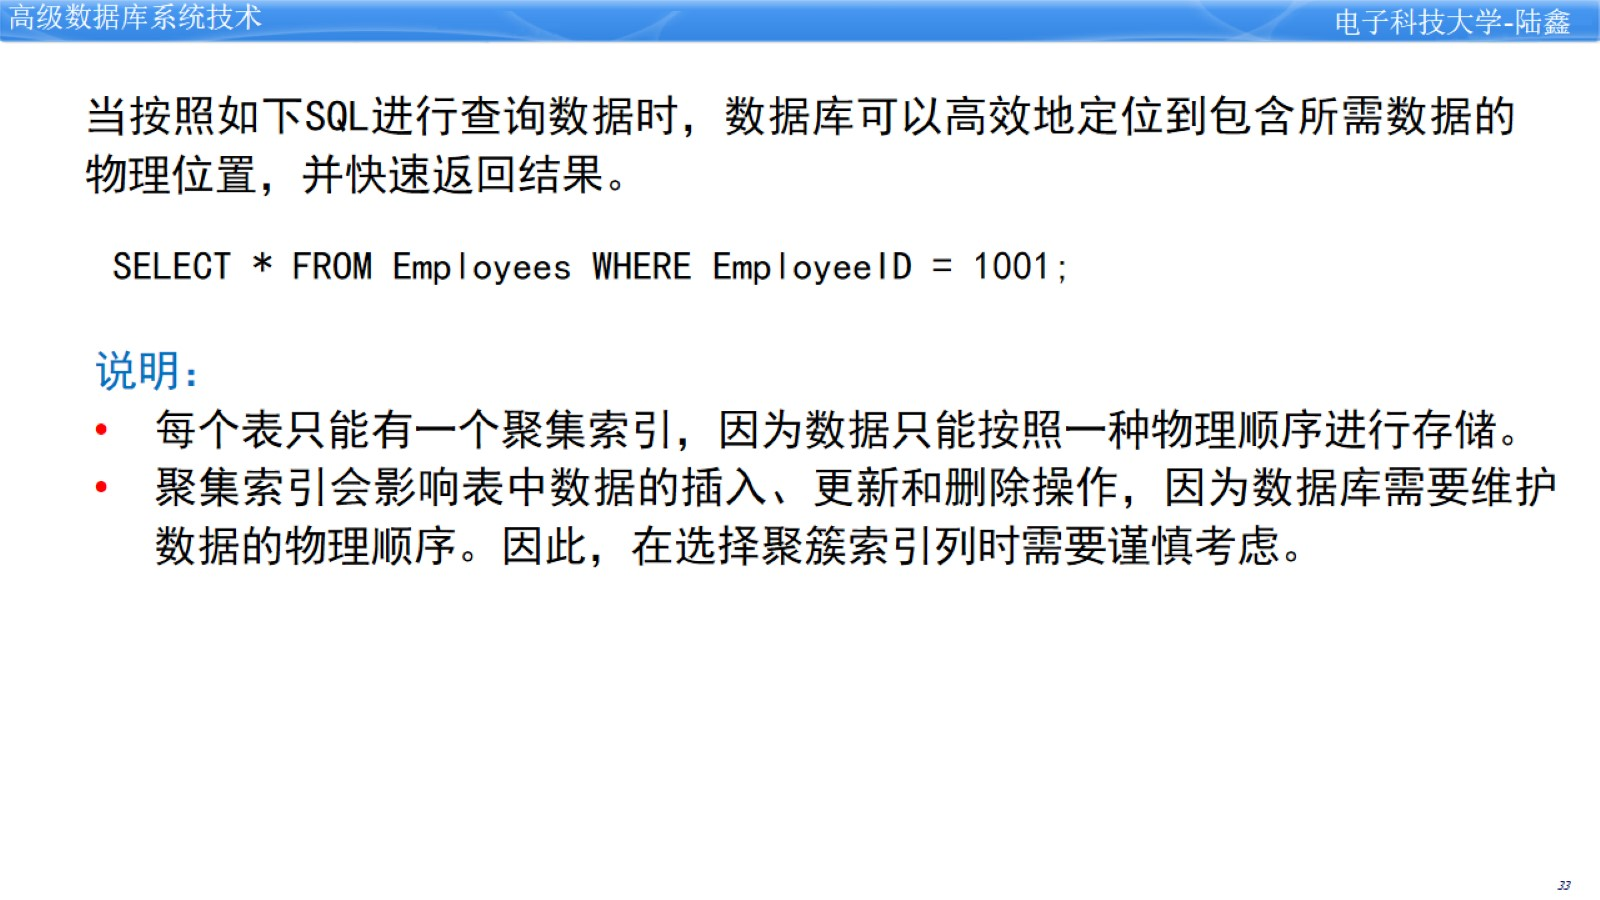 高级数据库系统技术
电子科技大学-陆鑫
当按照如下SQL进行查询数据时，数据库可以高效地定位到包含所需数据的
物理位置，并快速返回结果。
SELECT * FROM Employees WHERE EmployeeID = 1001;
说明：
• 每个表只能有一个聚集索引，因为数据只能按照一种物理顺序进行存储。
• 聚集索引会影响表中数据的插入、更新和删除操作，因为数据库需要维护
数据的物理顺序。因此，在选择聚簇索引列时需要谨慎考虑。
33